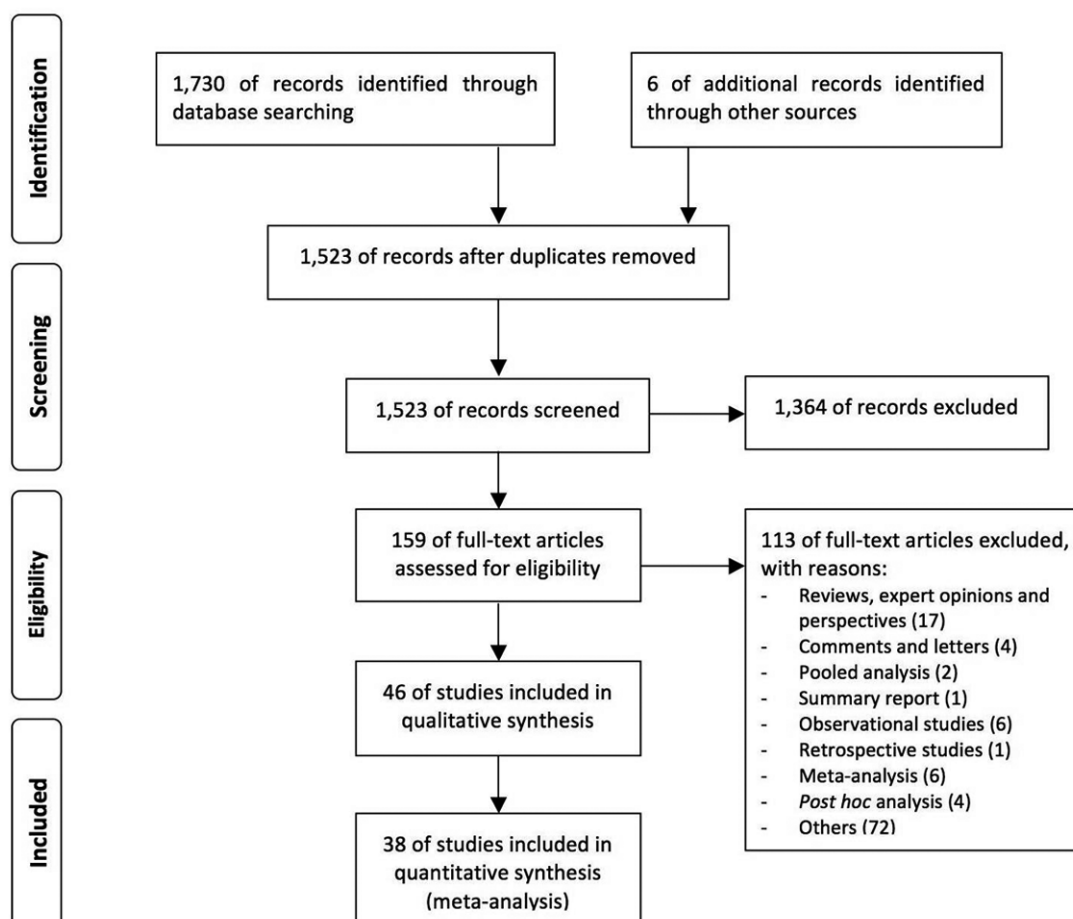 Identification
1,730 of records identified through
database searching
6 of additional records identified
through other sources
1,523 of records after duplicates removed
Screening
1,523 of records screened
1,364 of records excluded
Eligibility
159 of full-text articles
assessed for eligibility
113 of full-text articles excluded,
with reasons:
- Reviews, expert opinions and
perspectives (17)
- Comments and letters (4)
- Pooled analysis (2)
- Summary report (1)
- Observational studies (6)
- Retrospective studies (1)
- Meta-analysis (6)
- Post hoc analysis (4)
- Others (72)
46 of studies included in
qualitative synthesis
Included
38 of studies included in
quantitative synthesis
(meta-analysis)